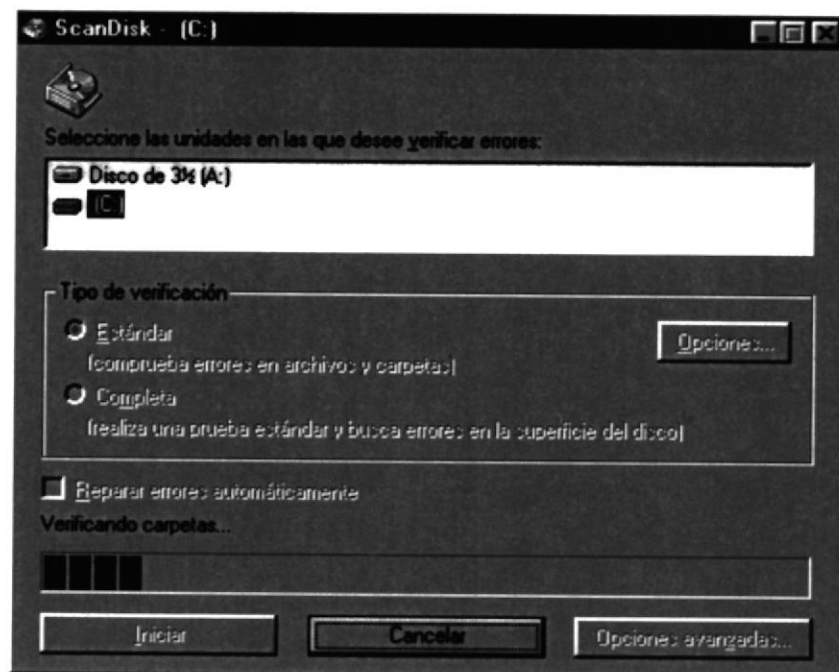 ScanDisk - (C:)
Seleccione las unidades en las que desee verificar errores:
Disco de 3½ (A:)
(C:)
Tipo de verificación
Estándar
(comprueba errores en archivos y carpetas)
Opciones...
Completa
(realiza una prueba estándar y busca errores en la superficie del disco)
Reparar errores automáticamente
Verificando carpetas...
Iniciar
Cancelar
Opciones avanzadas...